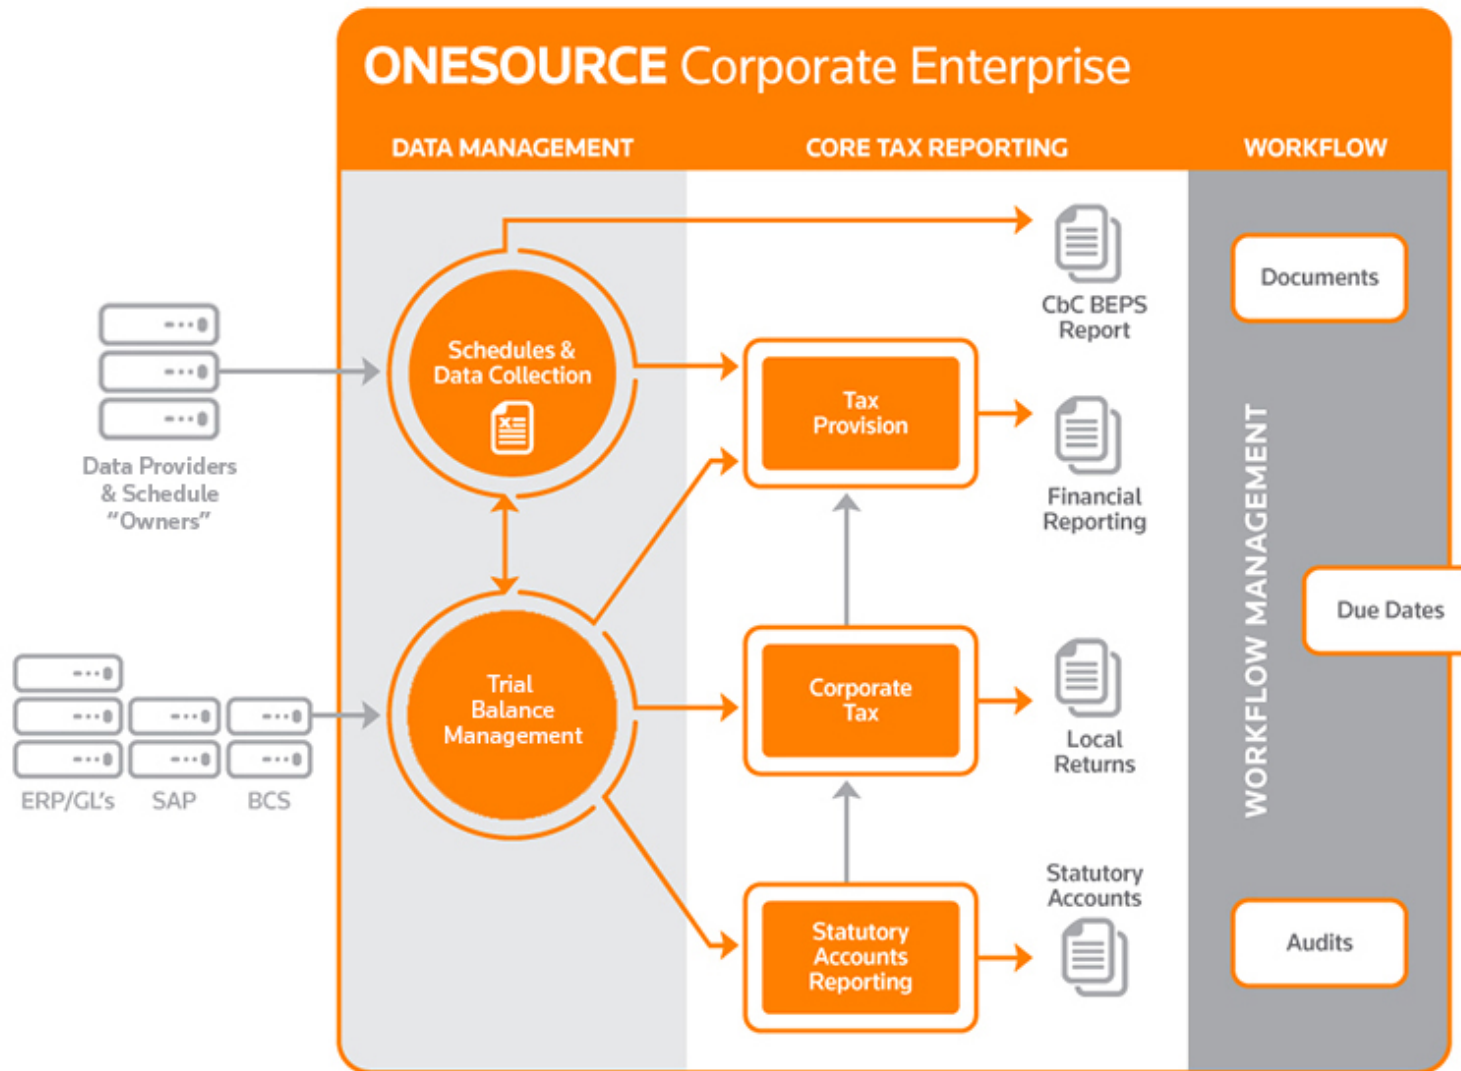 ONESOURCE Corporate Enterprise
DATA MANAGEMENT
CORE TAX REPORTING
WORKFLOW
Data Providers
& Schedule
“Owners”
ERP/GL's
SAP
BCS
Schedules &
Data Collection
Trial
Balance
Management
Tax
Provision
Corporate
Tax
Statutory
Accounts
Reporting
CbC BEPS
Report
Financial
Reporting
Local
Returns
Statutory
Accounts
WORKFLOW MANAGEMENT
Documents
Due Dates
Audits